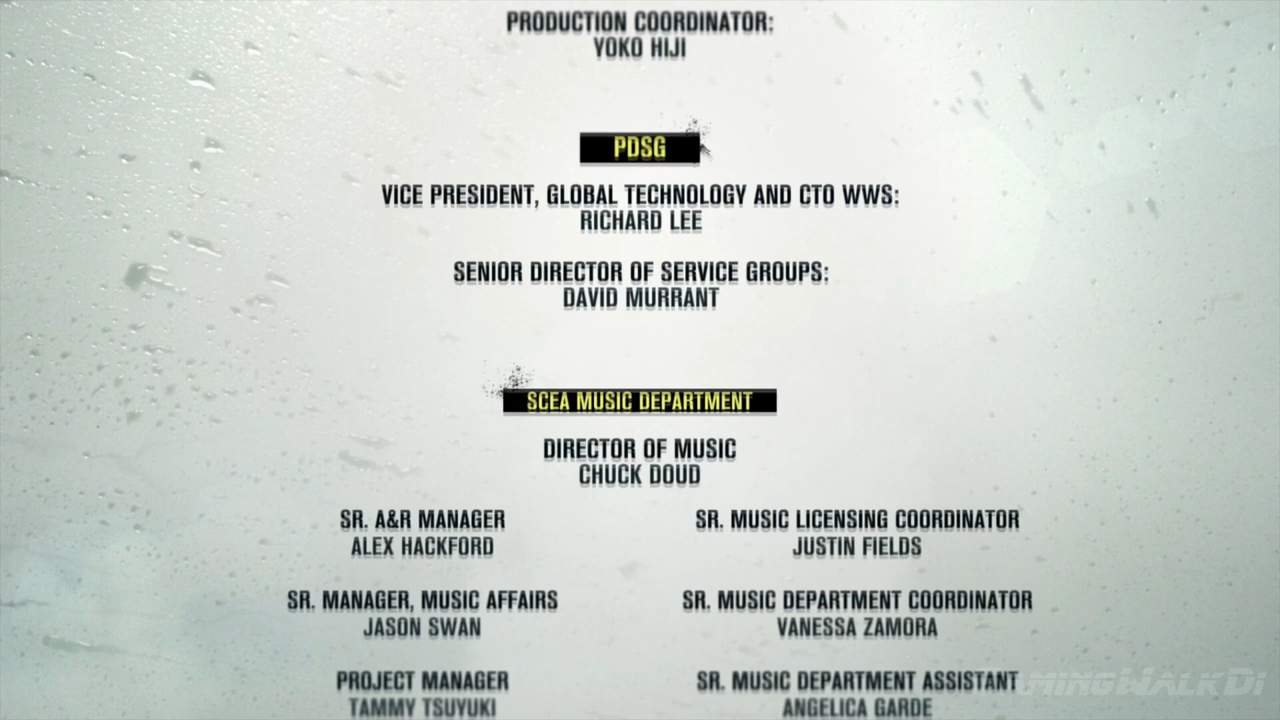 PRODUCTION COORDINATOR:
YOKO HIJI
PDSG
VICE PRESIDENT, GLOBAL TECHNOLOGY AND CTO WWS:
RICHARD LEE
SENIOR DIRECTOR OF SERVICE GROUPS:
DAVID MURRANT
SCEA MUSIC DEPARTMENT
DIRECTOR OF MUSIC
CHUCK DOUD
SR. A&R MANAGER
ALEX HACKFORD
SR. MUSIC LICENSING COORDINATOR
JUSTIN FIELDS
SR. MANAGER, MUSIC AFFAIRS
JASON SWAN
SR. MUSIC DEPARTMENT COORDINATOR
VANESSA ZAMORA
PROJECT MANAGER
TAMMY TSUYUKI
SR. MUSIC DEPARTMENT ASSISTANT
ANGELICA GARDE